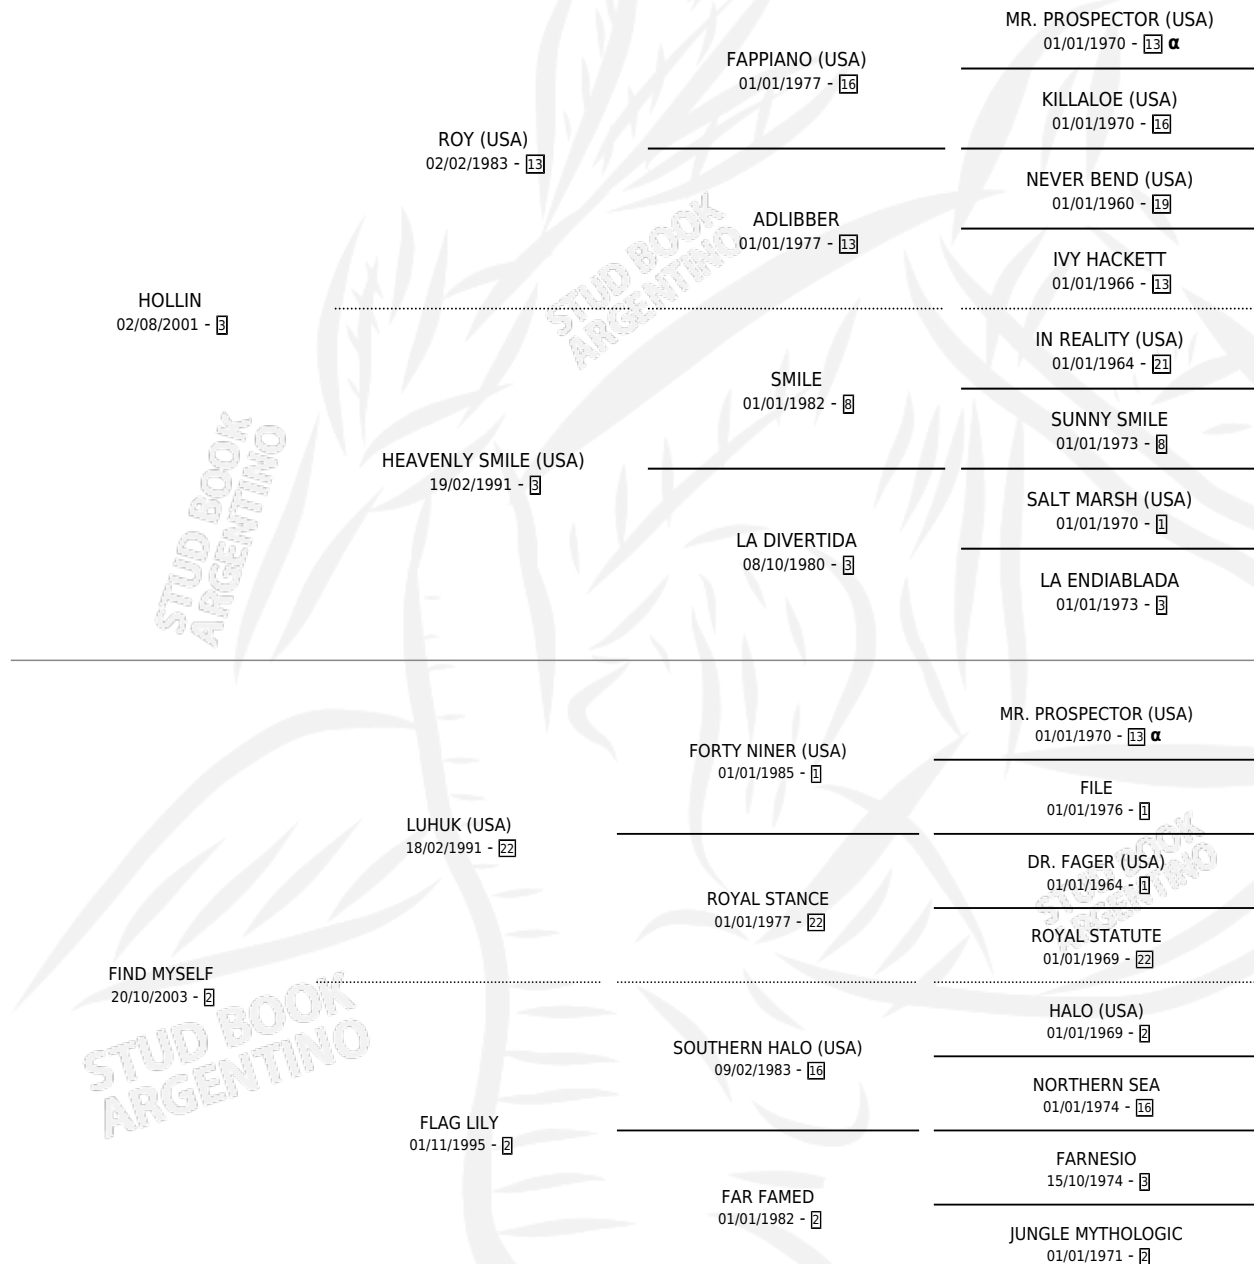 HOLLIN
02/08/2001 - 3
ROY (USA)
02/02/1983 - 13
FAPPIANO (USA)
01/01/1977 - 16
MR. PROSPECTOR (USA)
01/01/1970 - 13 α
KILLALOE (USA)
01/01/1970 - 16
ADLIBBER
01/01/1977 - 13
NEVER BEND (USA)
01/01/1960 - 19
IVY HACKETT
01/01/1966 - 13
HEAVENLY SMILE (USA)
19/02/1991 - 3
SMILE
01/01/1982 - 8
IN REALITY (USA)
01/01/1964 - 21
SUNNY SMILE
01/01/1973 - 8
LA DIVERTIDA
08/10/1980 - 3
SALT MARSH (USA)
01/01/1970 - 1
LA ENDIABLADA
01/01/1973 - 3
FIND MYSELF
20/10/2003 - 2
LUHUK (USA)
18/02/1991 - 22
FORTY NINER (USA)
01/01/1985 - 1
MR. PROSPECTOR (USA)
01/01/1970 - 13 α
FILE
01/01/1976 - 1
ROYAL STANCE
01/01/1977 - 22
DR. FAGER (USA)
01/01/1964 - 1
ROYAL STATUTE
01/01/1969 - 22
FLAG LILY
01/11/1995 - 2
SOUTHERN HALO (USA)
09/02/1983 - 16
HALO (USA)
01/01/1969 - 2
NORTHERN SEA
01/01/1974 - 16
FAR FAMED
01/01/1982 - 2
FARNESIO
15/10/1974 - 3
JUNGLE MYTHOLOGIC
01/01/1971 - 2
STUD BOOK
ARGENTINO
STUD BOOK
ARGENTINO
STUD BOOK
ARGENTINO
STUD BOOK
ARGENTINO